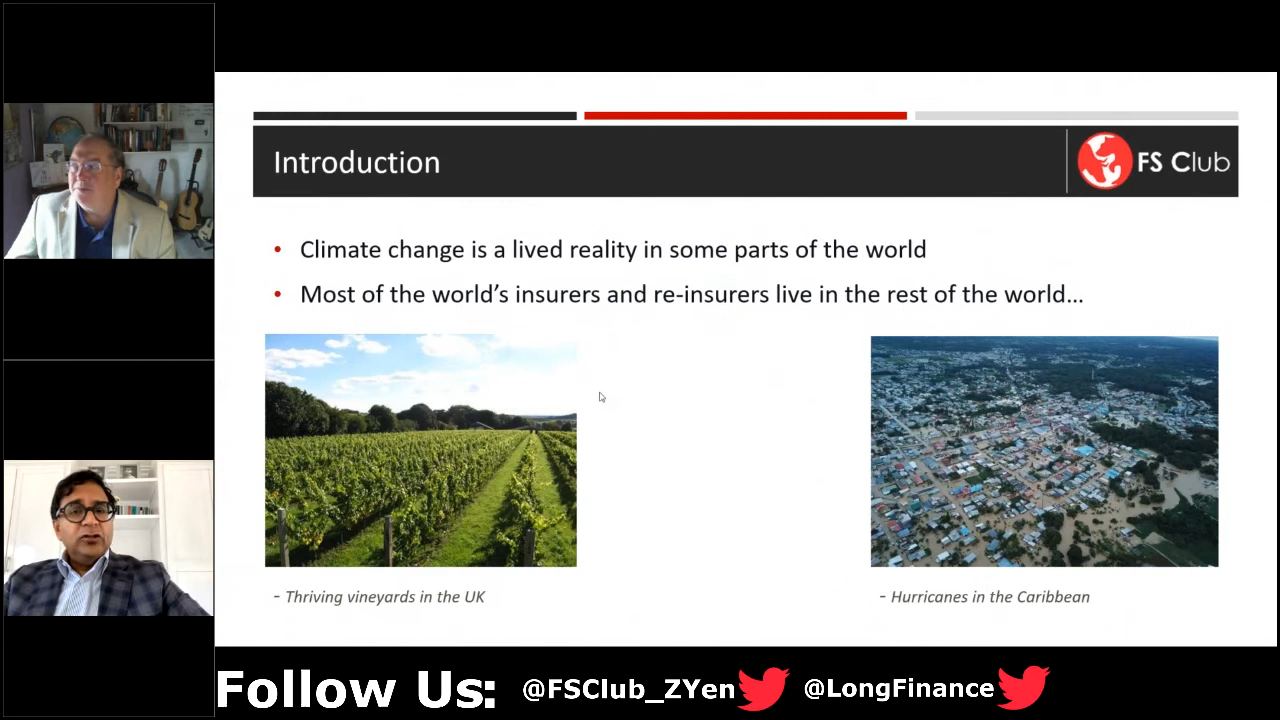 Introduction
FS Club
• Climate change is a lived reality in some parts of the world
• Most of the world’s insurers and re-insurers live in the rest of the world…
- Thriving vineyards in the UK
- Hurricanes in the Caribbean
Follow Us: @FSClub_ZYen @LongFinance